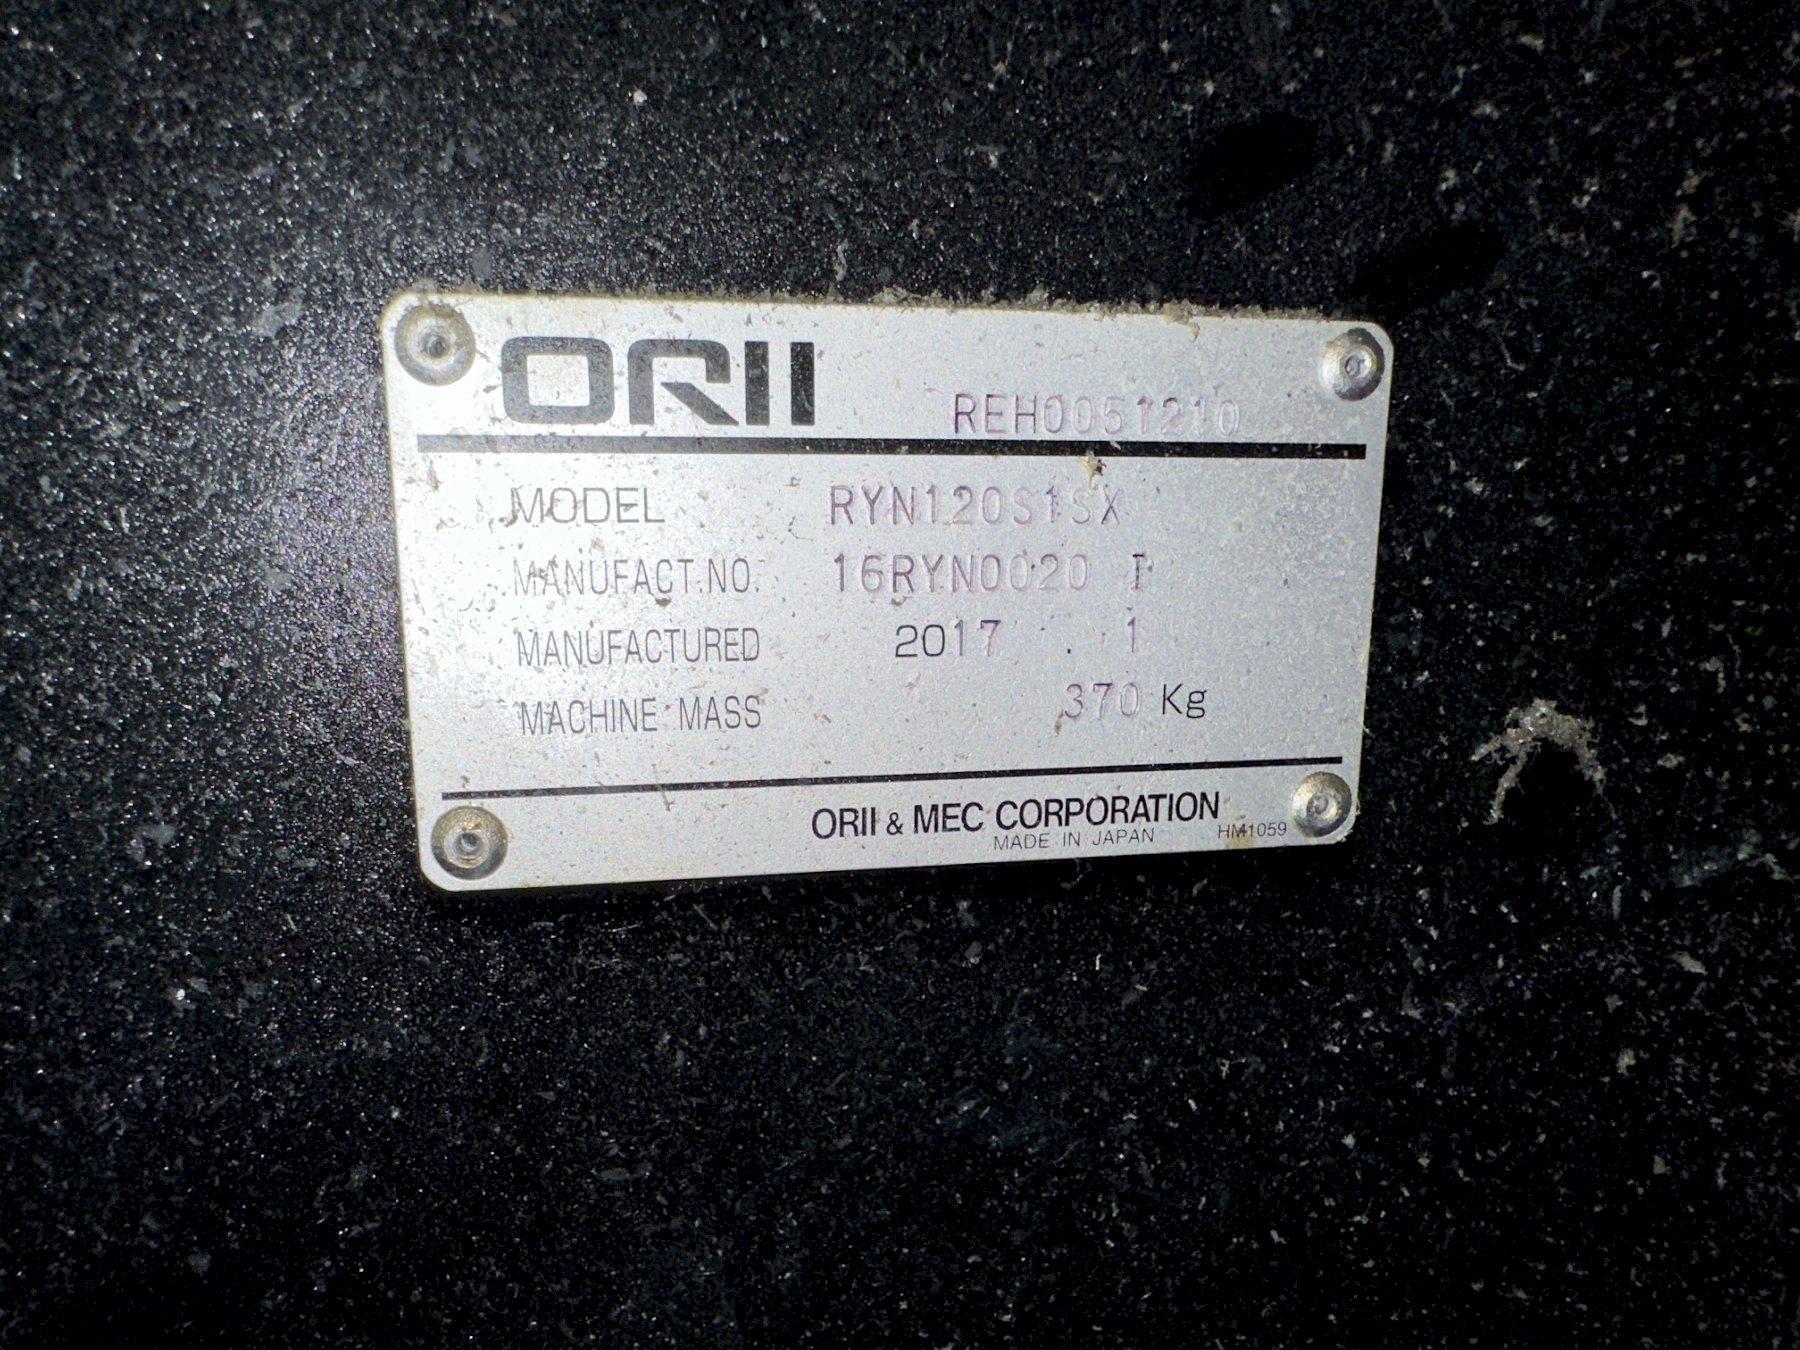 ORII
REH0051210
MODEL RYN120S1SX
MANUFACT.NO. 16RYN0020 I
MANUFACTURED 2017 . 1
MACHINE MASS 370 Kg
ORII & MEC CORPORATION
MADE IN JAPAN HM1059